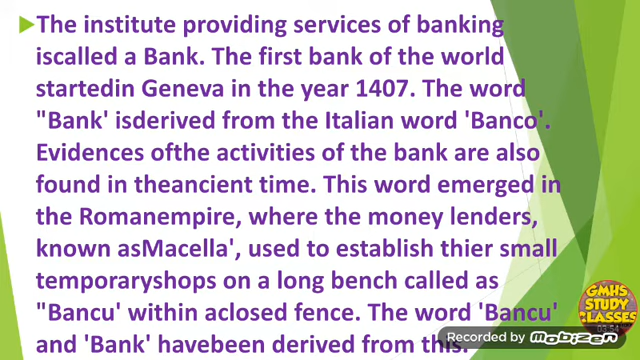 The institute providing services of banking
iscalled a Bank. The first bank of the world
startedin Geneva in the year 1407. The word
"Bank' isderived from the Italian word 'Banco'.
Evidences ofthe activities of the bank are also
found in theancient time. This word emerged in
the Romanempire, where the money lenders,
known asMacella', used to establish thier small
temporaryshops on a long bench called as
"Bancu' within aclosed fence. The word 'Bancu'
and 'Bank' havebeen derived from this.
GMHS
STUDY
CLASSES
03:54
Recorded by mobizen